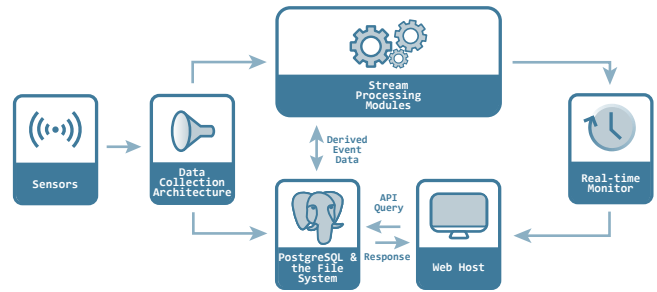 Stream
Processing
Modules
Sensors
Data
Collection
Architecture
Derived
Event
Data
Real-time
Monitor
API
Query
PostgreSQL &
the File
System
Response
Web Host